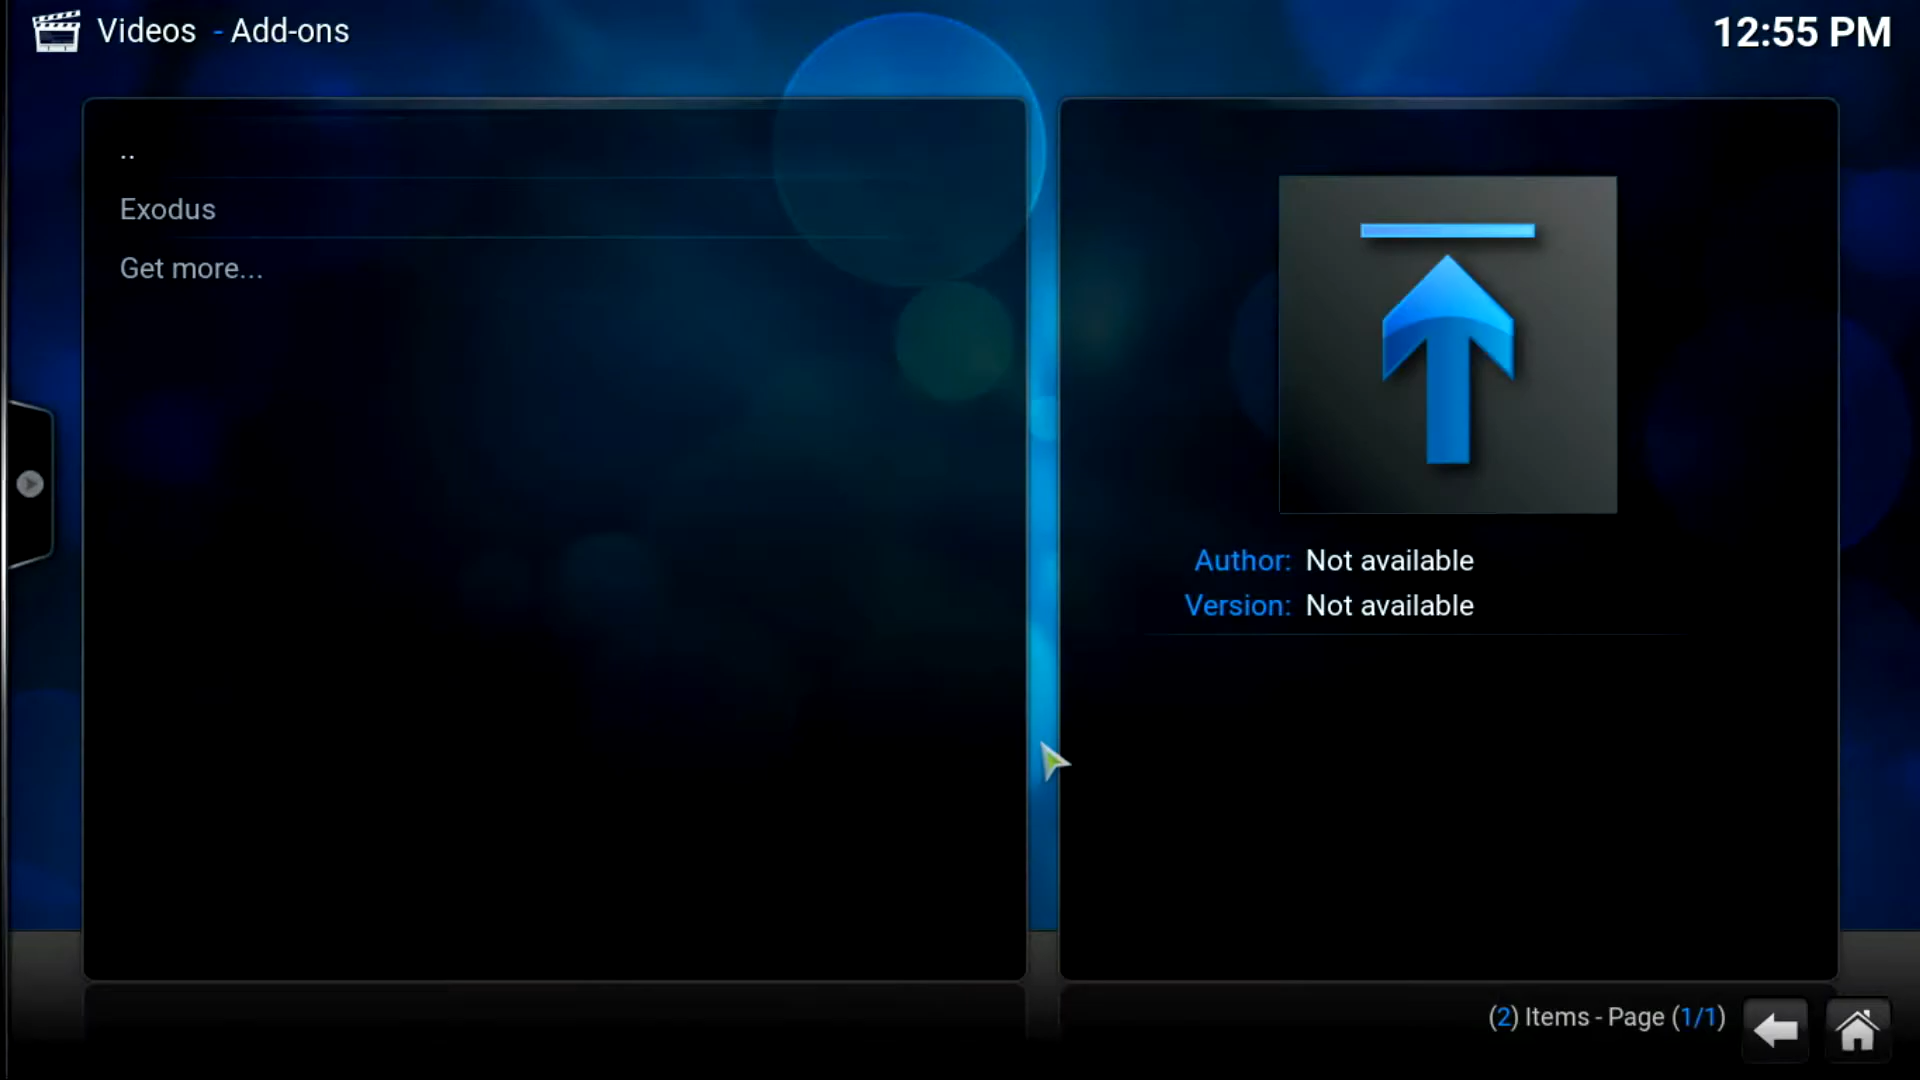 Videos - Add-ons
12:55 PM
..
Exodus
Get more...
Author: Not available
Version: Not available
(2) Items - Page (1/1)